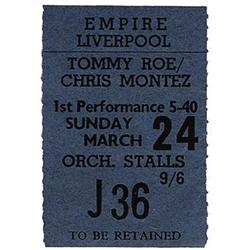 EMPIRE
LIVERPOOL
TOMMY ROE/
CHRIS MONTEZ
1st Performance 5-40
SUNDAY
MARCH 24
ORCH. STALLS
9/6
J 36
TO BE RETAINED